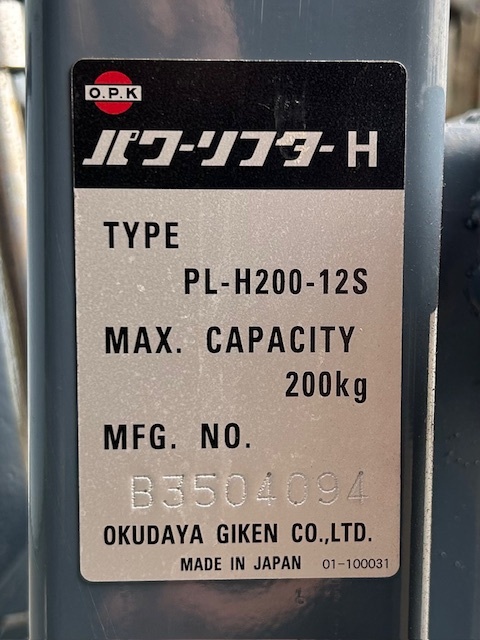 O.P.K
パワーリフターH
TYPE
PL-H200-12S
MAX. CAPACITY
200kg
MFG. NO.
B3504094
OKUDAYA GIKEN CO.,LTD.
MADE IN JAPAN 01-100031